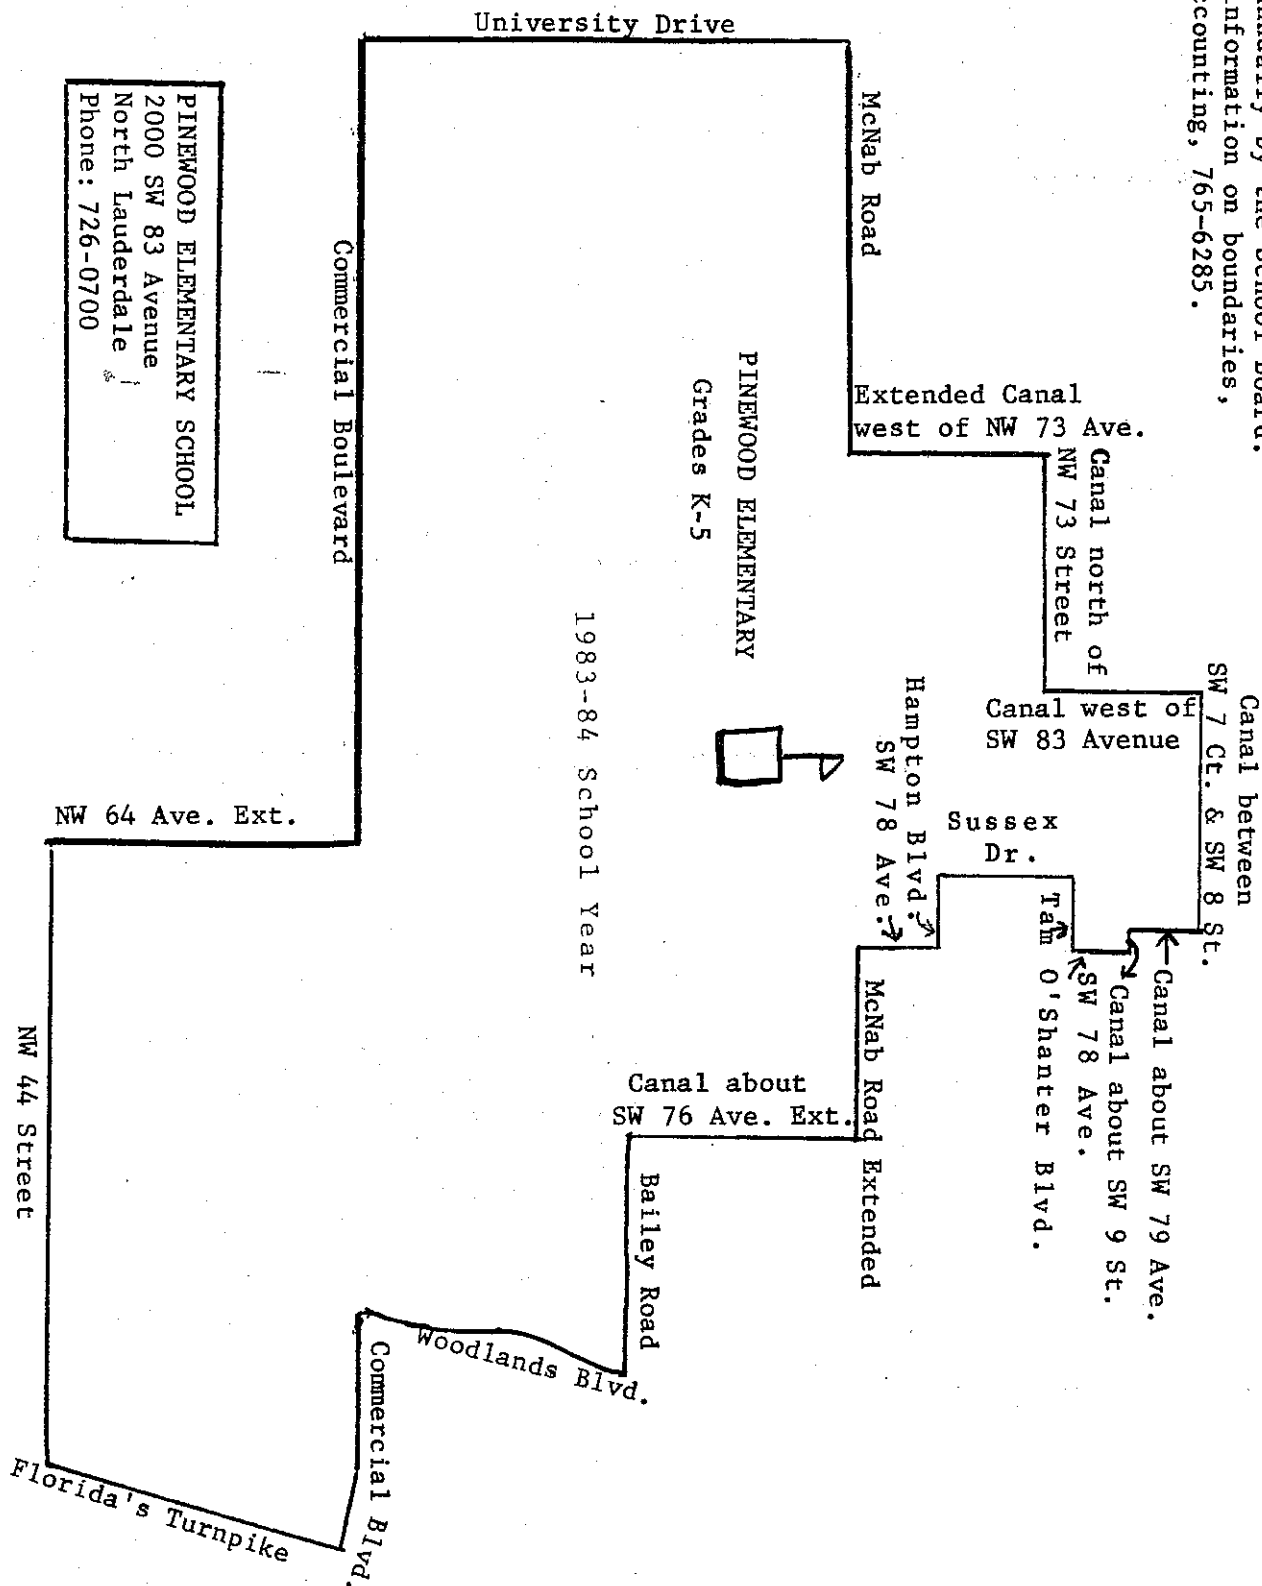 by the School Board.
information on boundaries,
ccounting, 765-6285.
University Drive
McNab Road
Extended Canal
west of NW 73 Ave.
Canal north of
NW 73 Street
Canal west of
SW 83 Avenue
Canal between
SW 7 Ct. & SW 8 St.
Canal about SW 79 Ave.
Canal about SW 9 St.
SW 78 Ave.
Tam O'Shanter Blvd.
Sussex
Dr.
Hampton Blvd.
SW 78 Ave.
McNab Road Extended
Canal about
SW 76 Ave. Ext.
Bailey Road
Woodlands Blvd.
Commercial Blvd.
Florida's Turnpike
NW 44 Street
NW 64 Ave. Ext.
Commercial Boulevard
PINEWOOD ELEMENTARY
Grades K-5
1983-84 School Year
PINEWOOD ELEMENTARY SCHOOL
2000 SW 83 Avenue
North Lauderdale
Phone: 726-0700